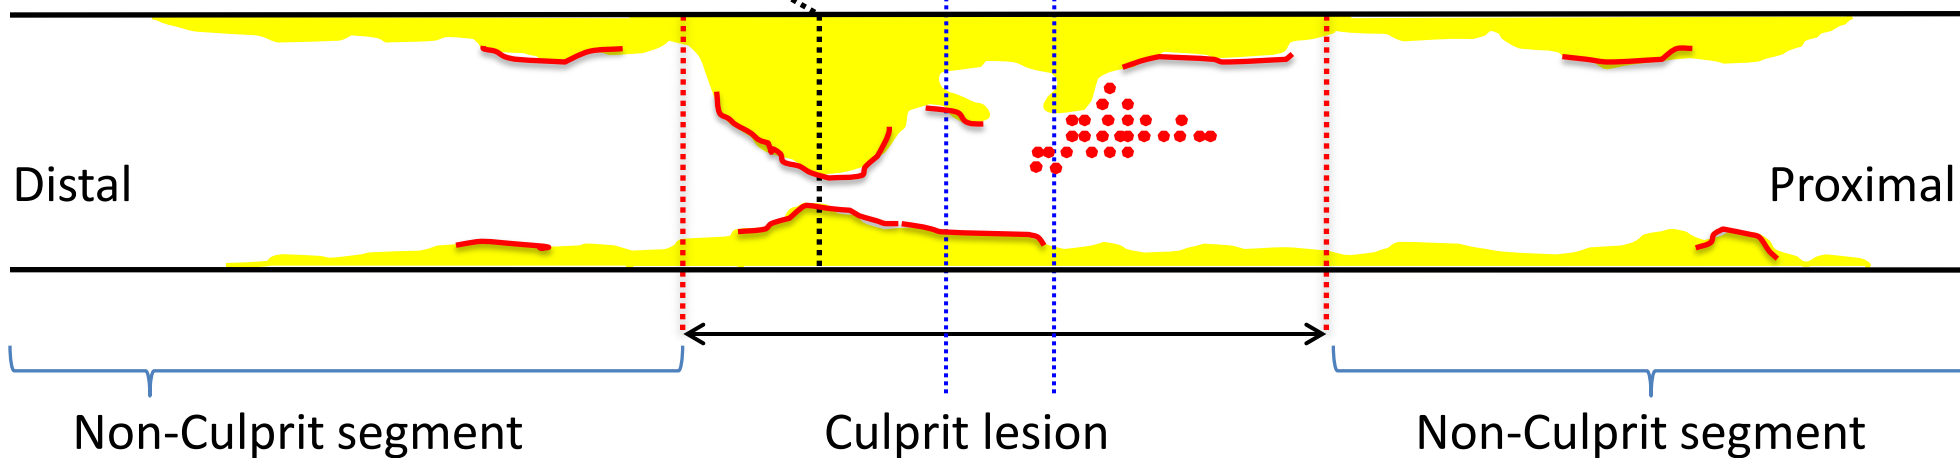 Distal
Proximal
Non-Culprit segment
Culprit lesion
Non-Culprit segment